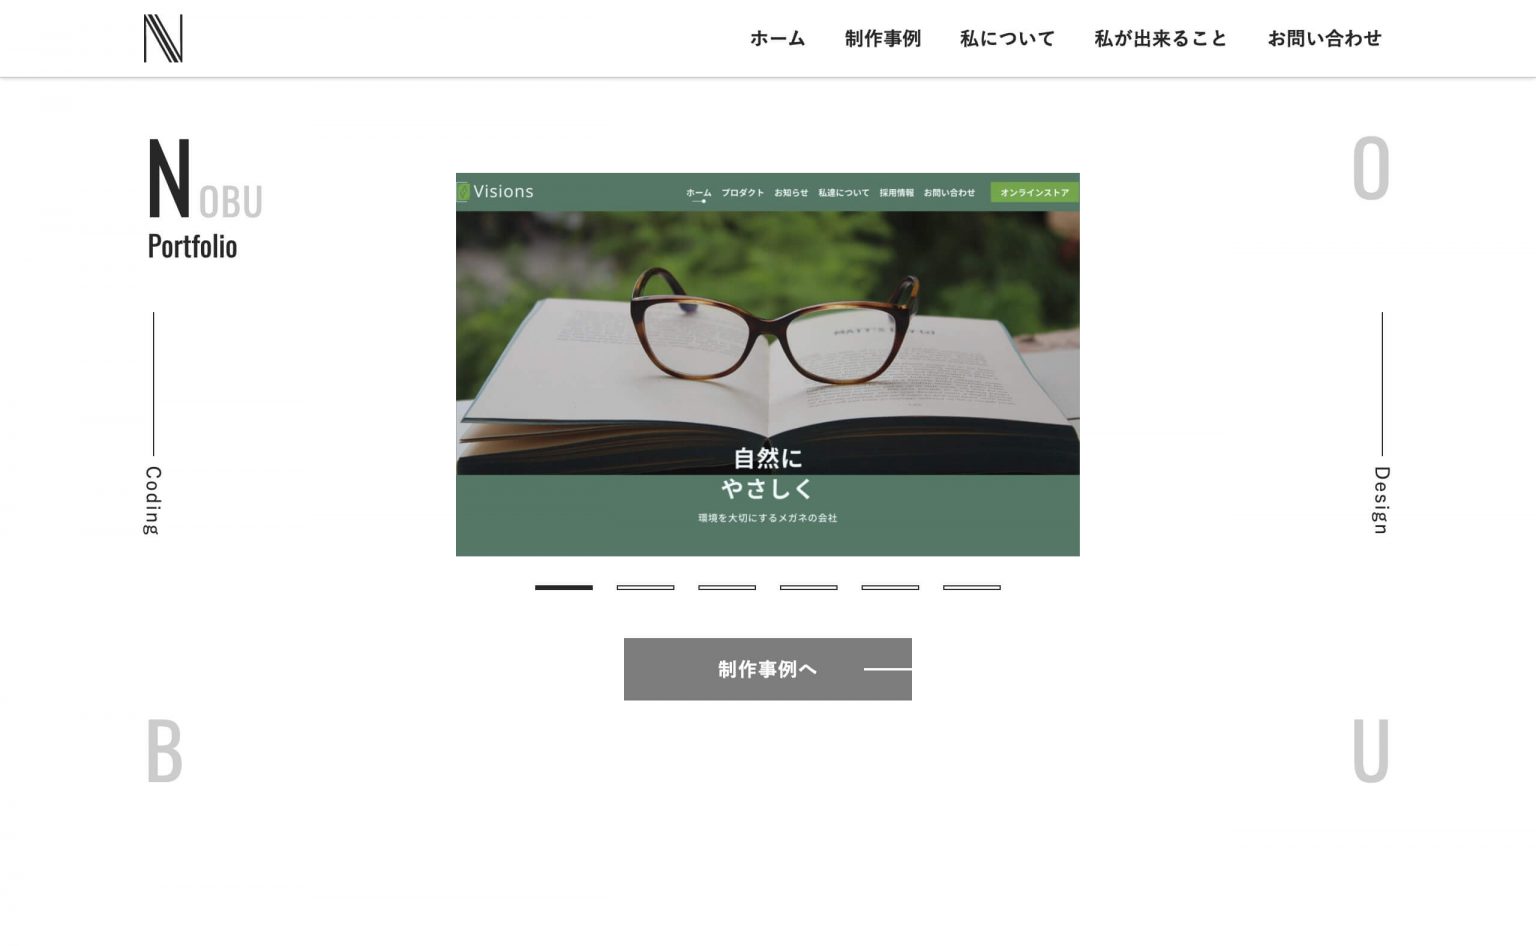 N
ホーム 制作事例 私について 私が出来ること お問い合わせ
NOBU
Portfolio
O
Coding
Design
Visions
ホーム プロダクト お知らせ 私達について 採用情報 お問い合わせ オンラインストア
自然に
やさしく
環境を大切にするメガネの会社
制作事例へ
B
U